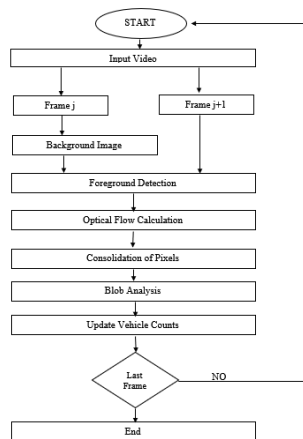 START
Input Video
Frame j
Frame j+1
Background Image
Foreground Detection
Optical Flow Calculation
Consolidation of Pixels
Blob Analysis
Update Vehicle Counts
Last
Frame
NO
End